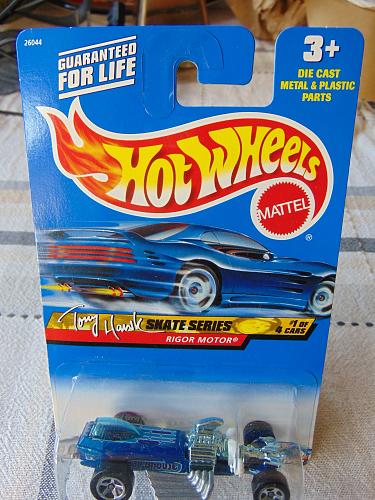 26044
GUARANTEED
FOR LIFE
3+
DIE CAST
METAL & PLASTIC
PARTS
HOT WHEELS
MATTEL
®
Tony Hawk SKATE SERIES
#1 OF
4 CARS
RIGOR MOTOR®